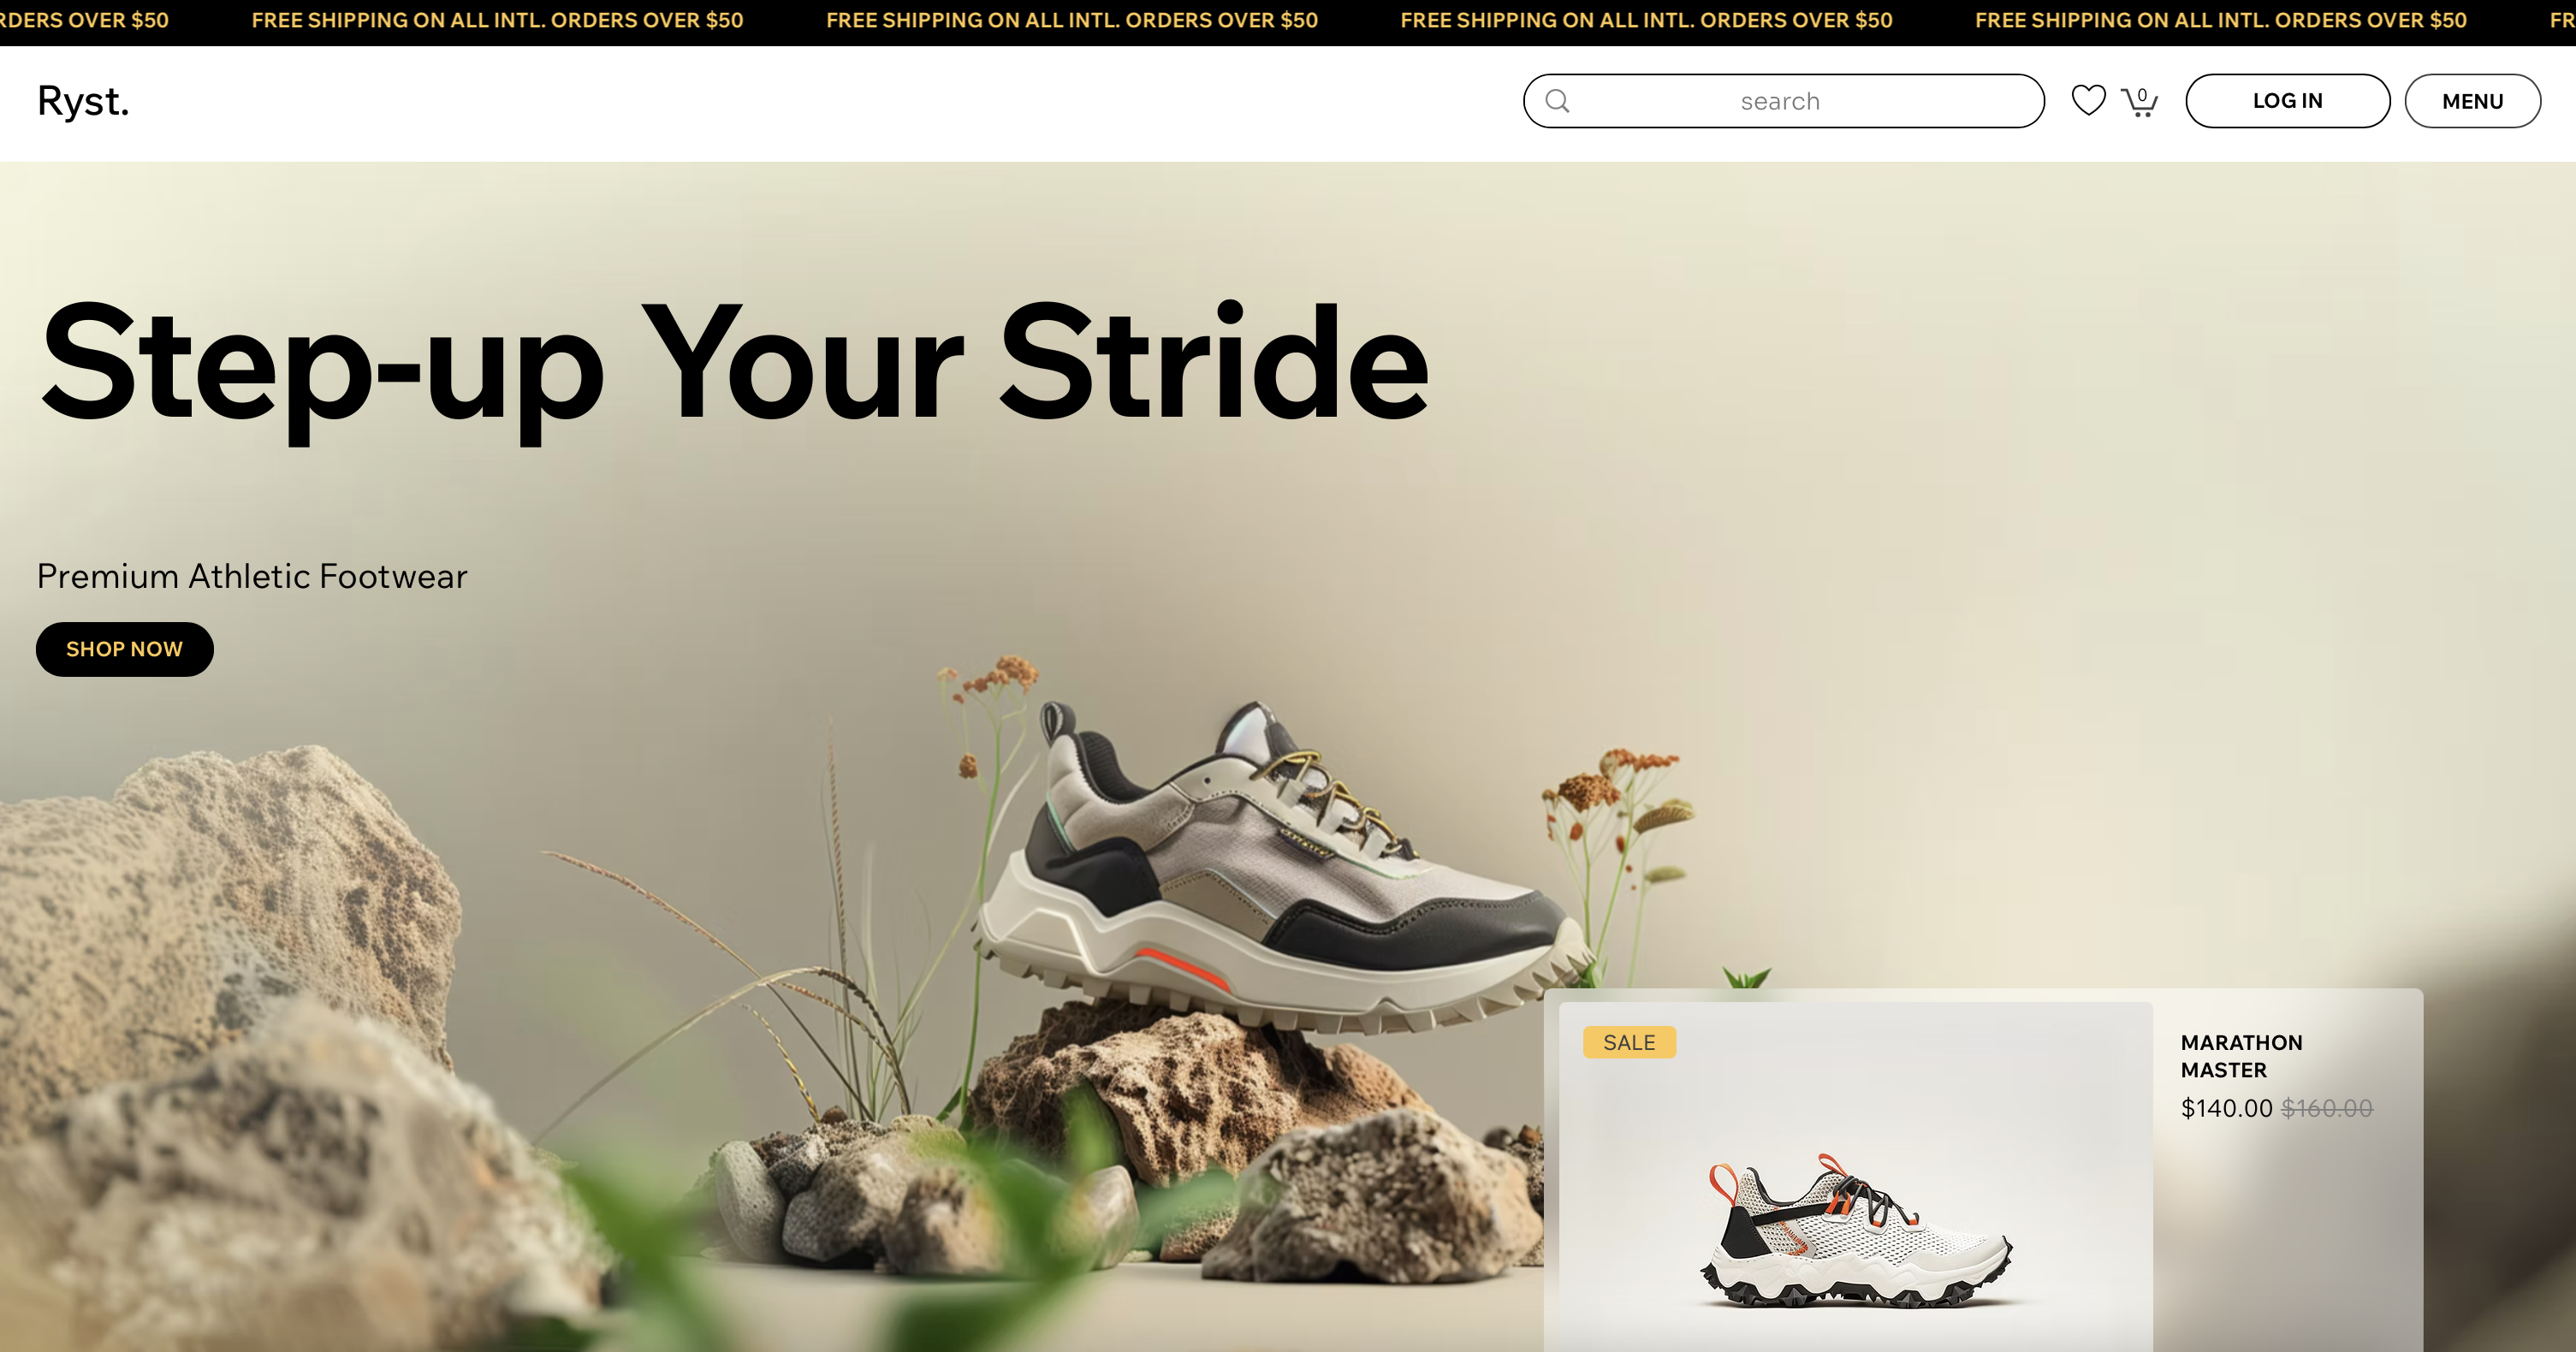 RDERS OVER $50 FREE SHIPPING ON ALL INTL. ORDERS OVER $50 FREE SHIPPING ON ALL INTL. ORDERS OVER $50 FREE SHIPPING ON ALL INTL. ORDERS OVER $50 FREE SHIPPING ON ALL INTL. ORDERS OVER $50 FR
Ryst. search 0 LOG IN MENU
Step-up Your Stride
Premium Athletic Footwear
SHOP NOW
SALE
MARATHON
MASTER
$140.00 $160.00